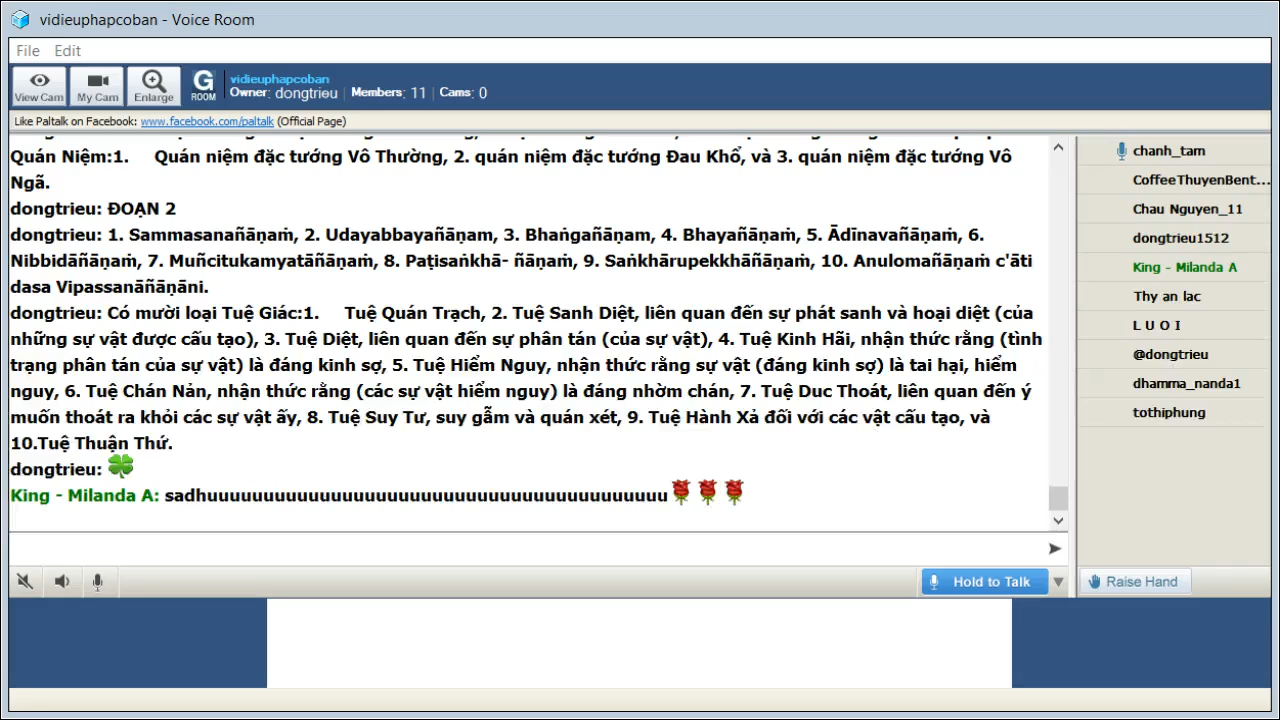 vidieuphapcoban - Voice Room
File Edit
View Cam
My Cam
Enlarge
G
ROOM
vidieuphapcoban
Owner: dongtrieu | Members: 11 | Cams: 0
Like Paltalk on Facebook: www.facebook.com/paltalk (Official Page)
Quán Niệm:1. Quán niệm đặc tướng Vô Thường, 2. quán niệm đặc tướng Đau Khổ, và 3. quán niệm đặc tướng Vô
Ngã.
dongtrieu: ĐOẠN 2
dongtrieu: 1. Sammasanañāṇaṁ, 2. Udayabbayañāṇam, 3. Bhaṅgañāṇam, 4. Bhayañāṇaṁ, 5. Ādīnavañāṇaṁ, 6.
Nibbidāñāṇaṁ, 7. Muñcitukamyatāñāṇaṁ, 8. Paṭisaṅkhā- ñāṇaṁ, 9. Saṅkhārupekkhāñāṇaṁ, 10. Anulomañāṇaṁ c'āti
dasa Vipassanāñāṇāni.
dongtrieu: Có mười loại Tuệ Giác:1. Tuệ Quán Trạch, 2. Tuệ Sanh Diệt, liên quan đến sự phát sanh và hoại diệt (của
những sự vật được cấu tạo), 3. Tuệ Diệt, liên quan đến sự phân tán (của sự vật), 4. Tuệ Kinh Hãi, nhận thức rằng (tình
trạng phân tán của sự vật) là đáng kinh sợ, 5. Tuệ Hiểm Nguy, nhận thức rằng sự vật (đáng kinh sợ) là tai hại, hiểm
nguy, 6. Tuệ Chán Nản, nhận thức rằng (các sự vật hiểm nguy) là đáng nhờm chán, 7. Tuệ Duc Thoát, liên quan đến ý
muốn thoát ra khỏi các sự vật ấy, 8. Tuệ Suy Tư, suy gẫm và quán xét, 9. Tuệ Hành Xả đối với các vật cấu tạo, và
10.Tuệ Thuận Thứ.
dongtrieu:
King - Milanda A: sadhuuuuuuuuuuuuuuuuuuuuuuuuuuuuuuuuuuuuuuuuu
Hold to Talk
chanh_tam
CoffeeThuyenBent...
Chau Nguyen_11
dongtrieu1512
King - Milanda A
Thy an lac
L U O I
@dongtrieu
dhamma_nanda1
tothiphung
Raise Hand